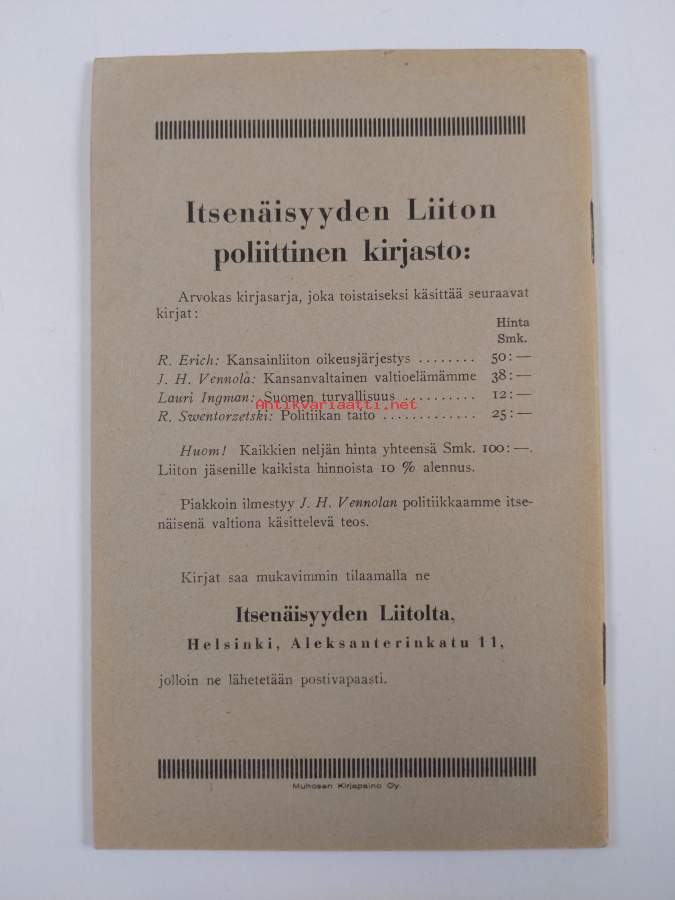 Itsenäisyyden Liiton
poliittinen kirjasto:
Arvokas kirjasarja, joka toistaiseksi käsittää seuraavat
kirjat:
Hinta
Smk.
R. Erich: Kansainliiton oikeusjärjestys ........ 50: —
J. H. Vennola: Kansanvaltainen valtioelämämme 38: —
Lauri Ingman: Suomen turvallisuus .......... 12: —
Antikvariaatti.net
R. Swentorzetski: Politiikan taito ............. 25: —
Huom! Kaikkien neljän hinta yhteensä Smk. 100: —.
Liiton jäsenille kaikista hinnoista 10 % alennus.
Piakkoin ilmestyy J. H. Vennolan politiikkaamme itse-
näisenä valtiona käsittelevä teos.
Kirjat saa mukavimmin tilaamalla ne
Itsenäisyyden Liitolta,
Helsinki, Aleksanterinkatu 11,
jolloin ne lähetetään postivapaasti.
Muhosen Kirjapaino Oy.